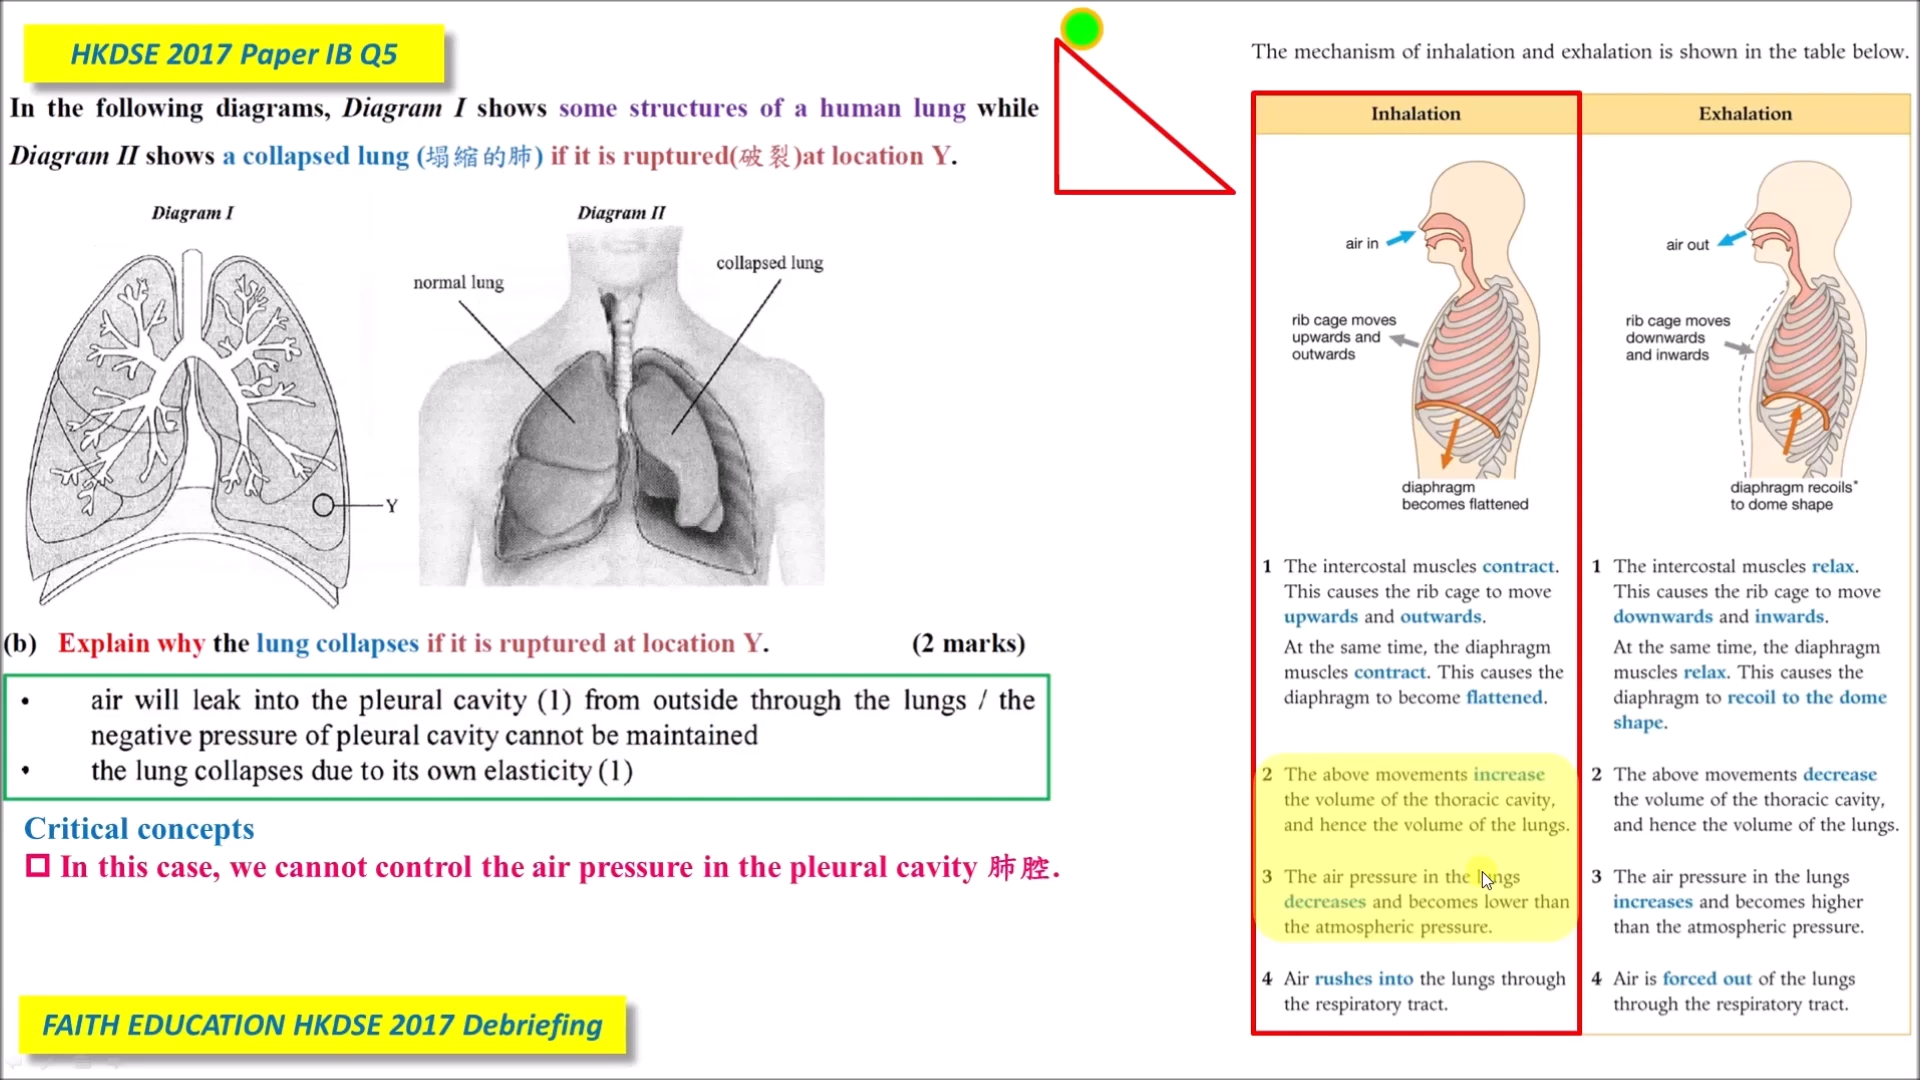 HKDSE 2017 Paper IB Q5
In the following diagrams, Diagram I shows some structures of a human lung while
Diagram II shows a collapsed lung (塌縮的肺) if it is ruptured(破裂)at location Y.
Diagram I
Diagram II
normal lung
collapsed lung
Y
(b) Explain why the lung collapses if it is ruptured at location Y. (2 marks)
• air will leak into the pleural cavity (1) from outside through the lungs / the
negative pressure of pleural cavity cannot be maintained
• the lung collapses due to its own elasticity (1)
Critical concepts
In this case, we cannot control the air pressure in the pleural cavity 肺腔.
FAITH EDUCATION HKDSE 2017 Debriefing
The mechanism of inhalation and exhalation is shown in the table below.
Inhalation
air in
rib cage moves
upwards and
outwards
diaphragm
becomes flattened
1 The intercostal muscles contract.
This causes the rib cage to move
upwards and outwards.
At the same time, the diaphragm
muscles contract. This causes the
diaphragm to become flattened.
2 The above movements increase
the volume of the thoracic cavity,
and hence the volume of the lungs.
3 The air pressure in the lungs
decreases and becomes lower than
the atmospheric pressure.
4 Air rushes into the lungs through
the respiratory tract.
Exhalation
air out
rib cage moves
downwards
and inwards
diaphragm recoils*
to dome shape
1 The intercostal muscles relax.
This causes the rib cage to move
downwards and inwards.
At the same time, the diaphragm
muscles relax. This causes the
diaphragm to recoil to the dome
shape.
2 The above movements decrease
the volume of the thoracic cavity,
and hence the volume of the lungs.
3 The air pressure in the lungs
increases and becomes higher
than the atmospheric pressure.
4 Air is forced out of the lungs
through the respiratory tract.